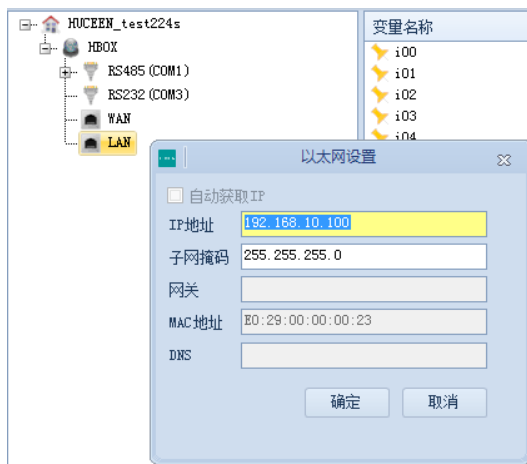 HUCEEN_test224s
HBOX
RS485(COM1)
RS232(COM3)
WAN
LAN
变量名称
i00
i01
i02
i03
i04
以太网设置
自动获取IP
IP地址 192.168.10.100
子网掩码 255.255.255.0
网关
MAC地址 E0:29:00:00:00:23
DNS
确定 取消